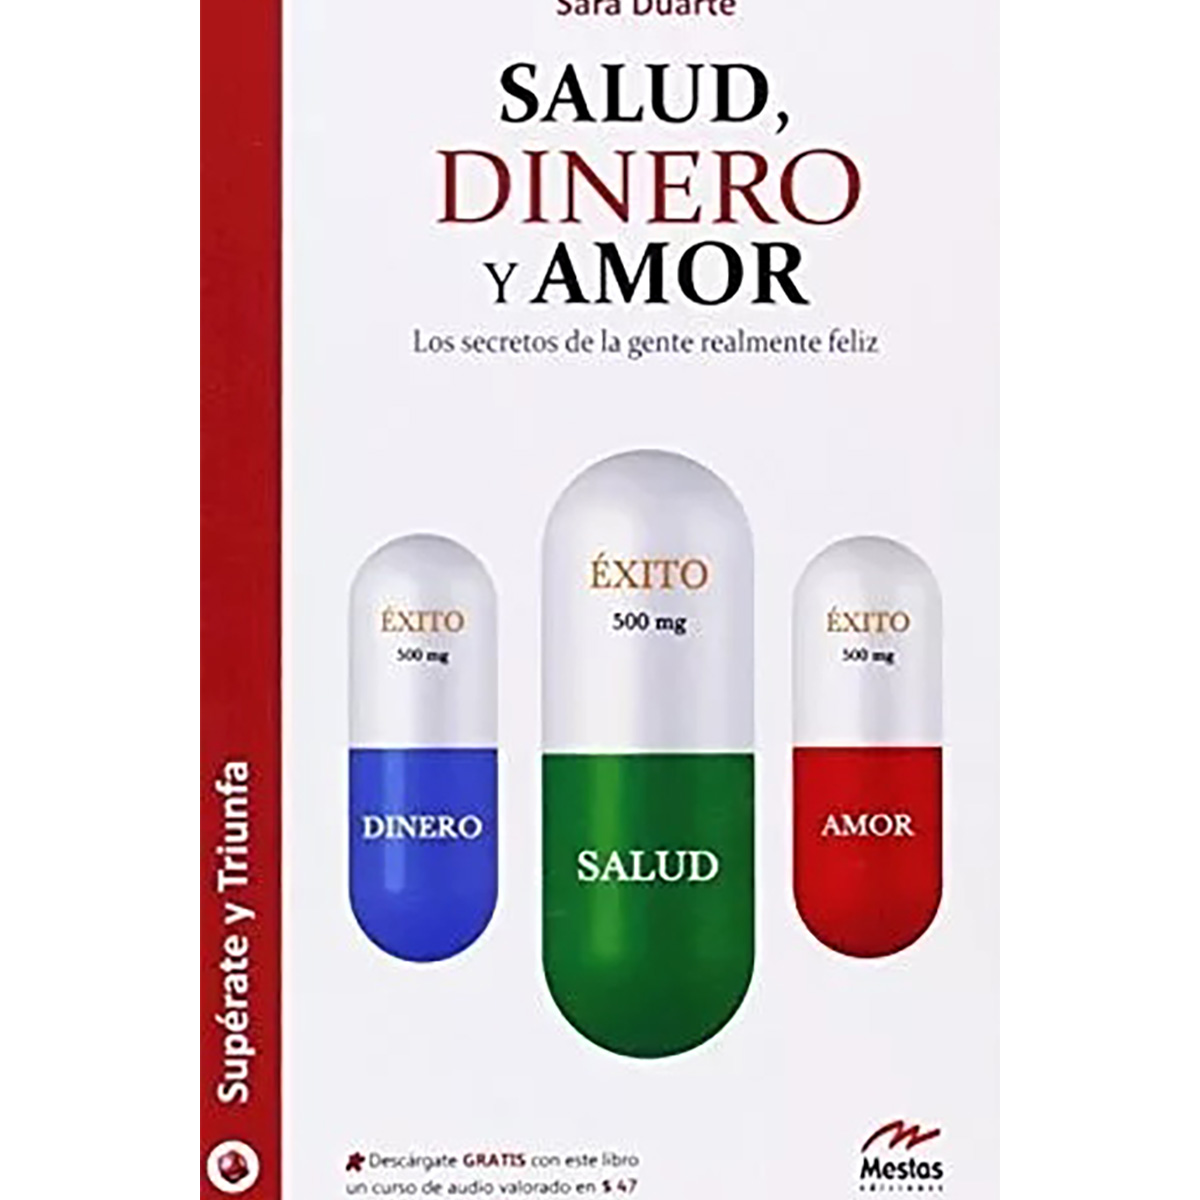 Sara Duarte
SALUD,
DINERO
Y AMOR
Los secretos de la gente realmente feliz
ÉXITO
500 mg
DINERO
ÉXITO
500 mg
SALUD
ÉXITO
500 mg
AMOR
Supérate y Triunfa
Descárgate GRATIS con este libro
un curso de audio valorado en $ 47
Mestas
ediciones